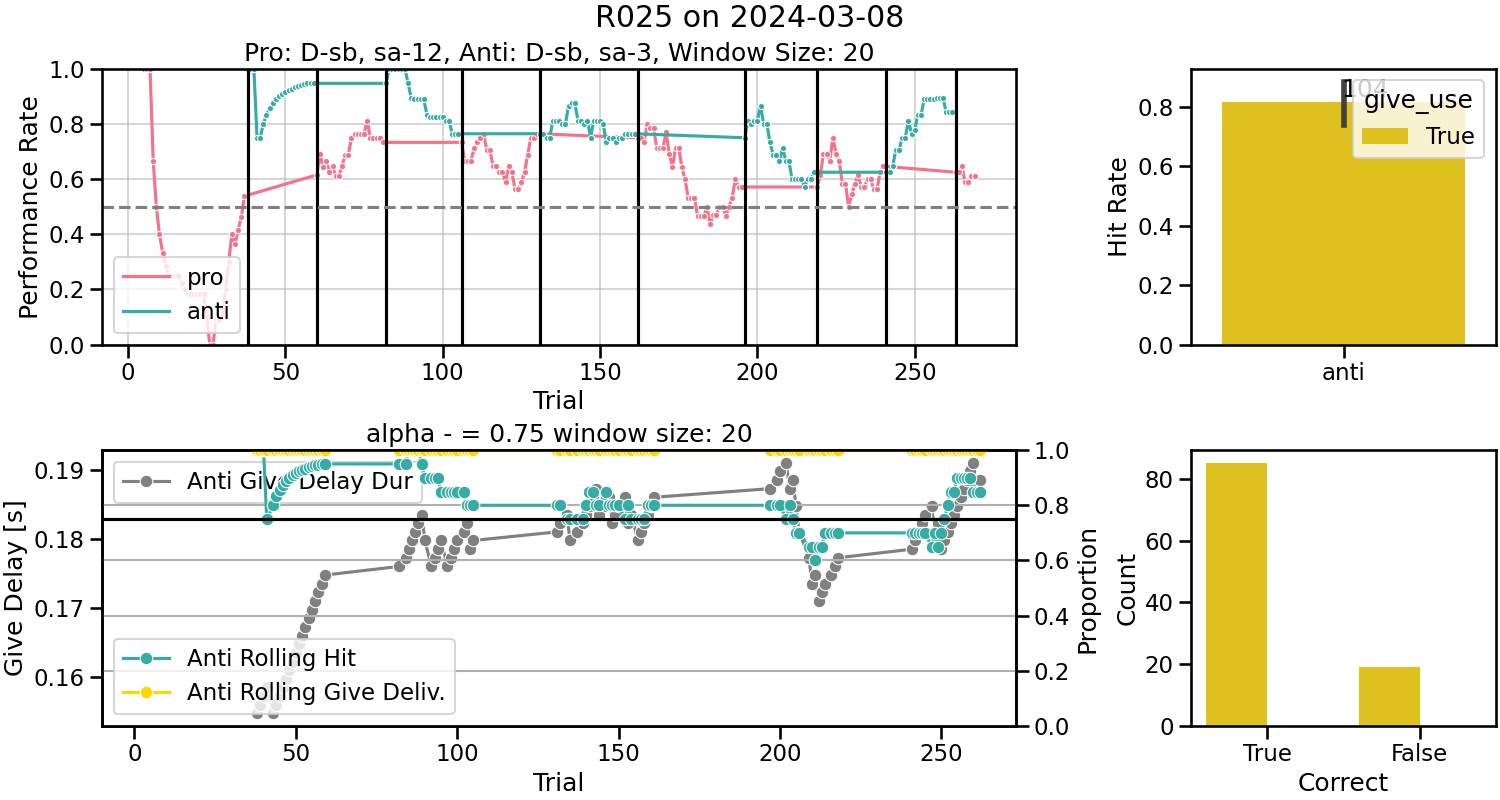 R025 on 2024-03-08
Pro: D-sb, sa-12, Anti: D-sb, sa-3, Window Size: 20
Performance Rate
1.0
0.8
0.6
0.4
0.2
0.0
pro
anti
0 50 100 150 200 250
Trial
Hit Rate
0.8
0.6
0.4
0.2
0.0
104
give_use
True
anti
alpha - = 0.75 window size: 20
Give Delay [s]
0.19
0.18
0.17
0.16
Anti Give Delay Dur
Anti Rolling Hit
Anti Rolling Give Deliv.
1.0
0.8
0.6
0.4
0.2
0.0
Proportion
0 50 100 150 200 250
Trial
Count
80
60
40
20
0
True False
Correct